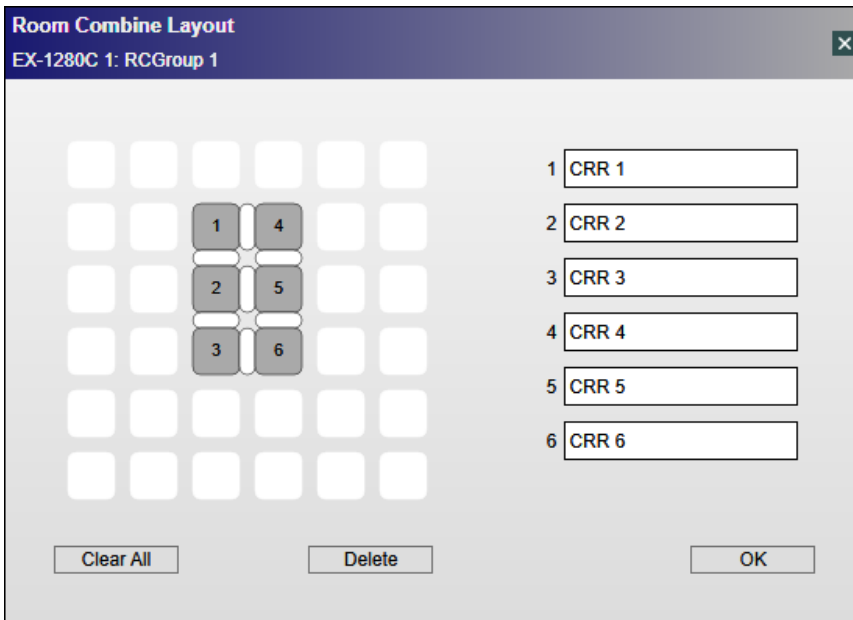 Room Combine Layout
EX-1280C 1: RCGroup 1
1 4
2 5
3 6
1 CRR 1
2 CRR 2
3 CRR 3
4 CRR 4
5 CRR 5
6 CRR 6
Clear All Delete OK